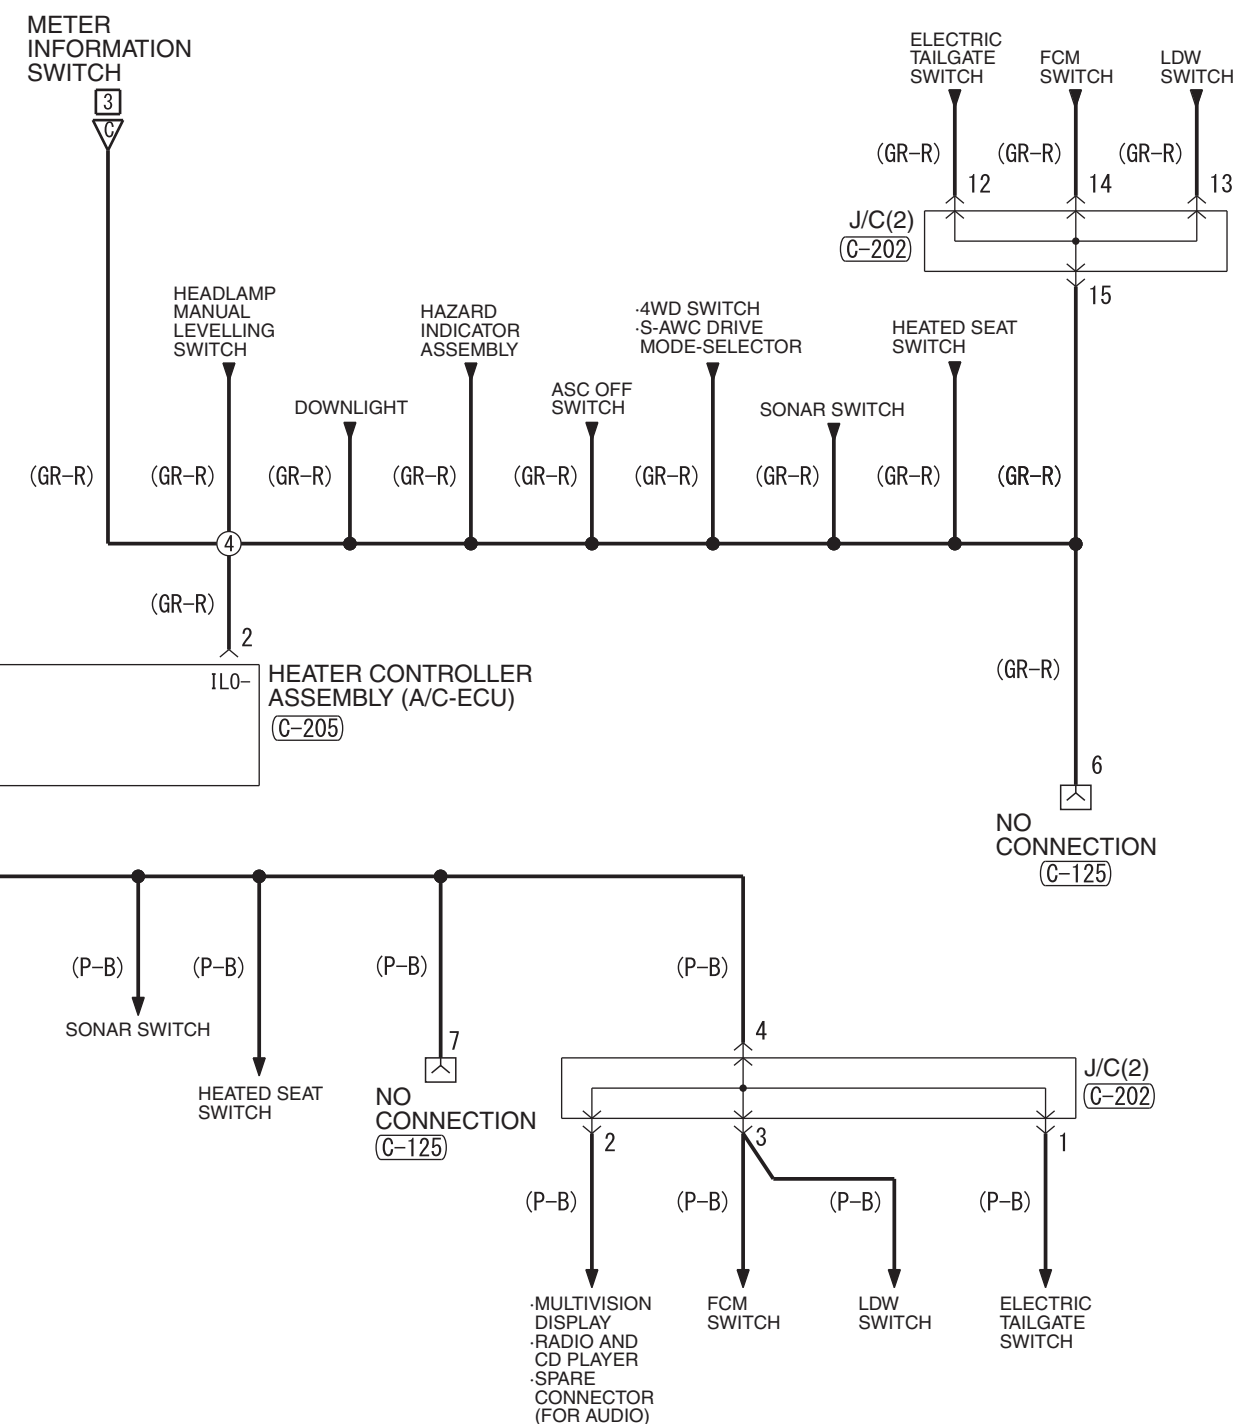 METER
INFORMATION
SWITCH
3
C
ELECTRIC
TAILGATE
SWITCH
FCM
SWITCH
LDW
SWITCH
(GR-R)
(GR-R)
(GR-R)
12
14
13
J/C(2)
C-202
15
HEADLAMP
MANUAL
LEVELLING
SWITCH
DOWNLIGHT
HAZARD
INDICATOR
ASSEMBLY
ASC OFF
SWITCH
·4WD SWITCH
·S-AWC DRIVE
MODE-SELECTOR
SONAR SWITCH
HEATED SEAT
SWITCH
(GR-R)
(GR-R)
(GR-R)
(GR-R)
(GR-R)
(GR-R)
(GR-R)
(GR-R)
(GR-R)
4
(GR-R)
2
ILO-
HEATER CONTROLLER
ASSEMBLY (A/C-ECU)
C-205
(GR-R)
6
NO
CONNECTION
C-125
(P-B)
(P-B)
(P-B)
(P-B)
SONAR SWITCH
HEATED SEAT
SWITCH
7
NO
CONNECTION
C-125
4
J/C(2)
C-202
2
3
1
(P-B)
(P-B)
(P-B)
(P-B)
·MULTIVISION
DISPLAY
·RADIO AND
CD PLAYER
·SPARE
CONNECTOR
(FOR AUDIO)
FCM
SWITCH
LDW
SWITCH
ELECTRIC
TAILGATE
SWITCH